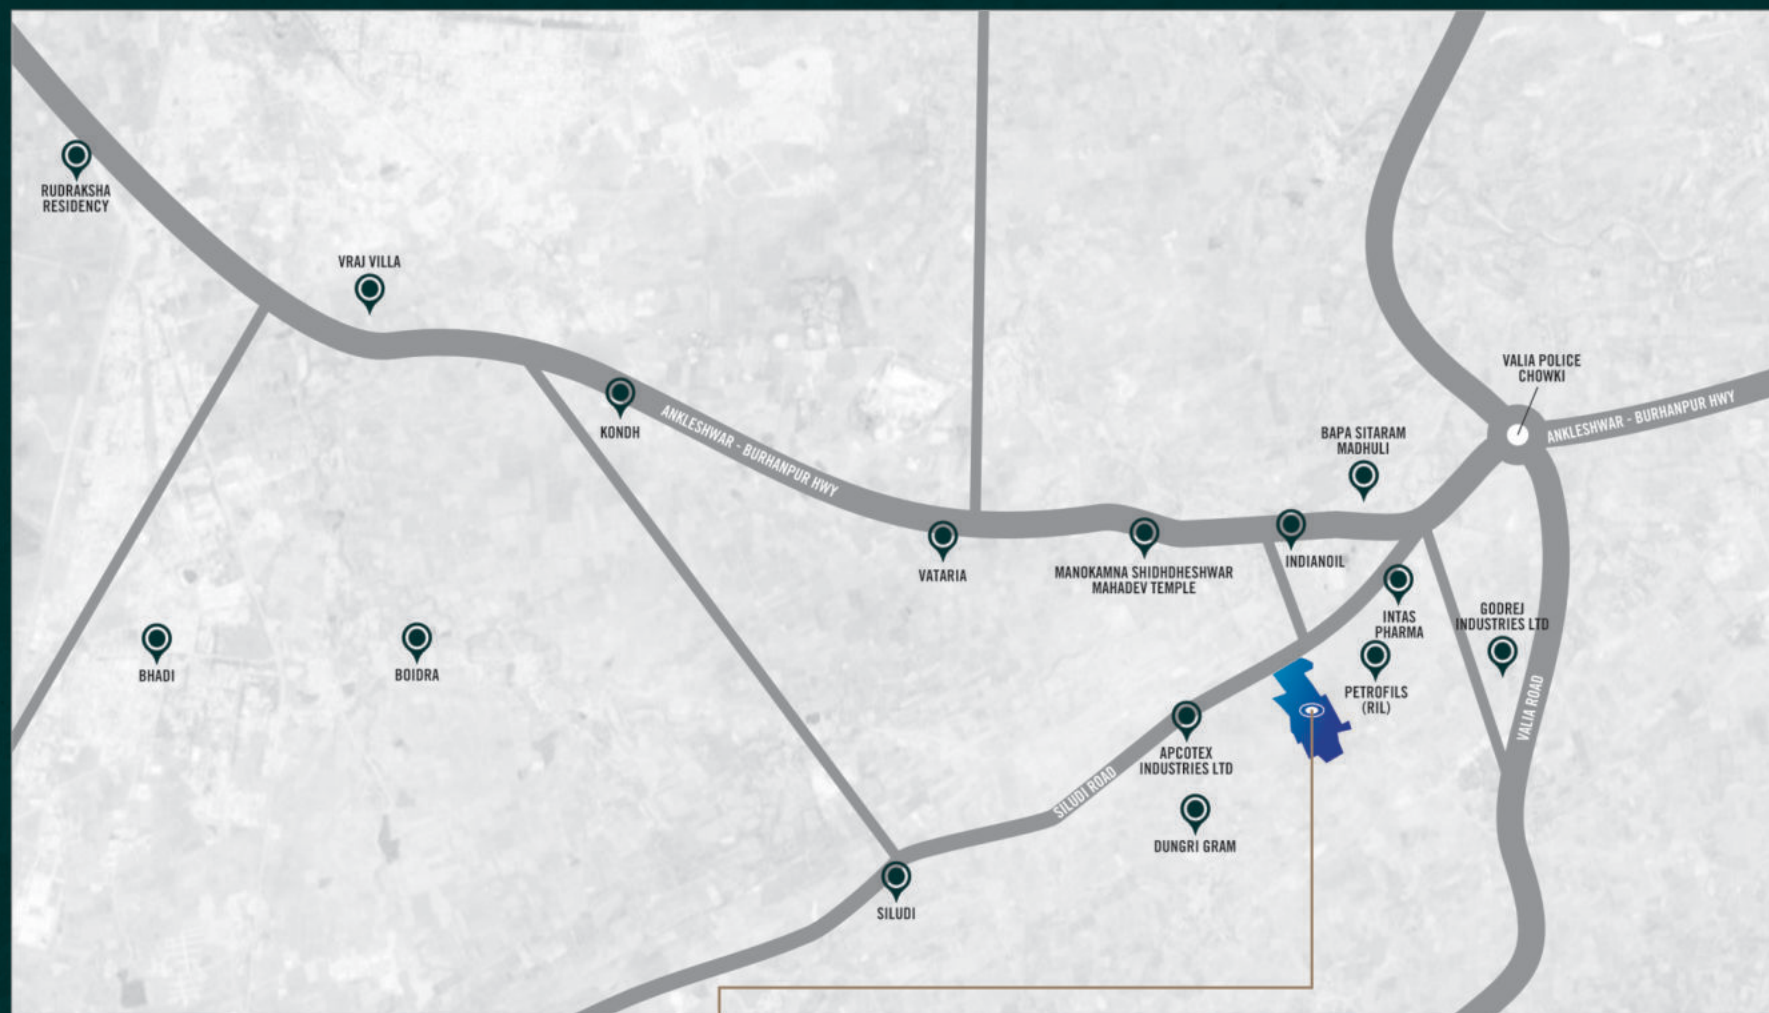 RUDRAKSHA
RESIDENCY
VRAJ VILLA
KONDH
ANKLESHWAR - BURHANPUR HWY
VALIA POLICE
CHOWKI
ANKLESHWAR - BURHANPUR HWY
BAPA SITARAM
MADHULI
VATARIA
MANOKAMNA SHIDHDHESHWAR
MAHADEV TEMPLE
INDIANOIL
INTAS
PHARMA
GODREJ
INDUSTRIES LTD
BHADI
BOIDRA
PETROFILS
(RIL)
VALIA ROAD
APCOTEX
INDUSTRIES LTD
SILUDI ROAD
DUNGRI GRAM
SILUDI